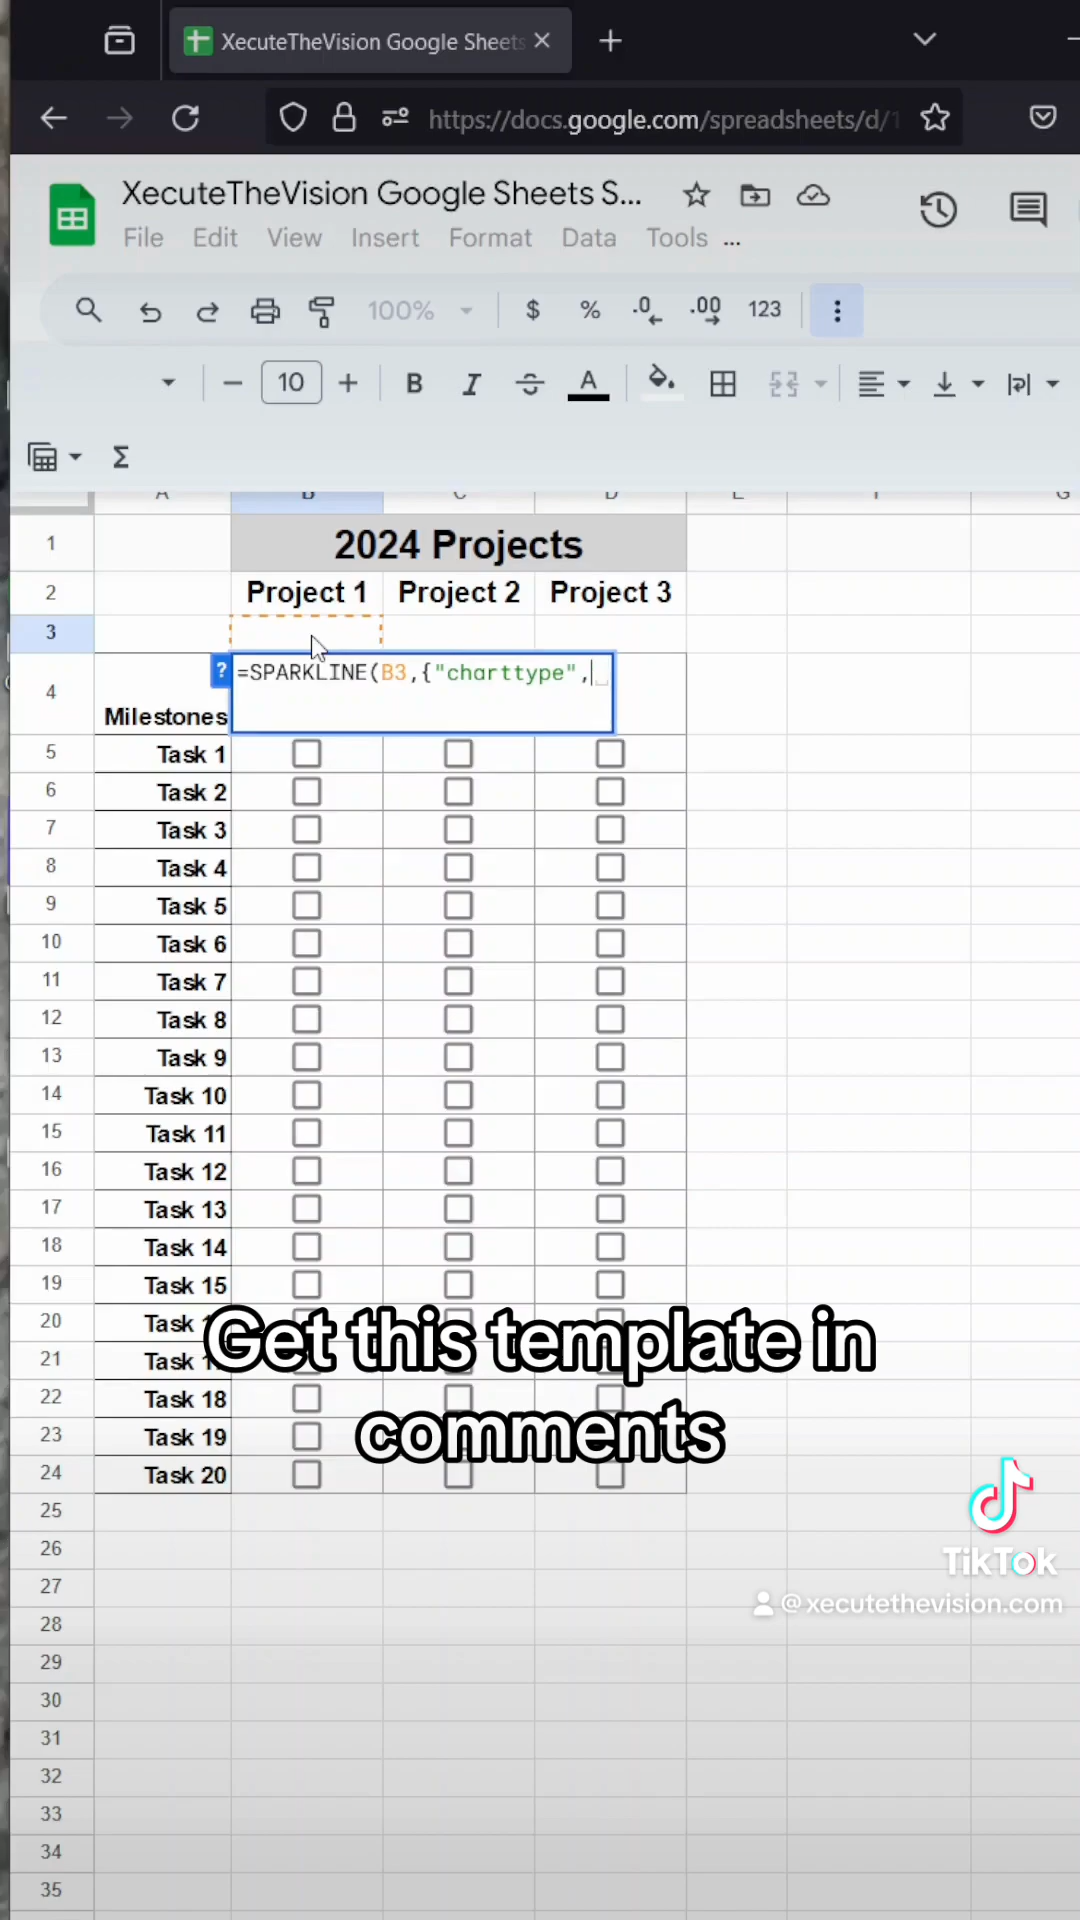 XecuteTheVision Google Sheets
https://docs.google.com/spreadsheets/d/1
XecuteTheVision Google Sheets S...
File Edit View Insert Format Data Tools ...
100% $ % .0 .00 123
10 B I A
Σ
A B C D E F G
1 2024 Projects
2 Project 1 Project 2 Project 3
3
? =SPARKLINE(B3,{"charttype",
4 Milestones
5 Task 1
6 Task 2
7 Task 3
8 Task 4
9 Task 5
10 Task 6
11 Task 7
12 Task 8
13 Task 9
14 Task 10
15 Task 11
16 Task 12
17 Task 13
18 Task 14
19 Task 15
20 Task
Get this template in
21 Task
22 Task 18
comments
23 Task 19
24 Task 20
25
26
TikTok
27
@xecutethevision.com
28
29
30
31
32
33
34
35